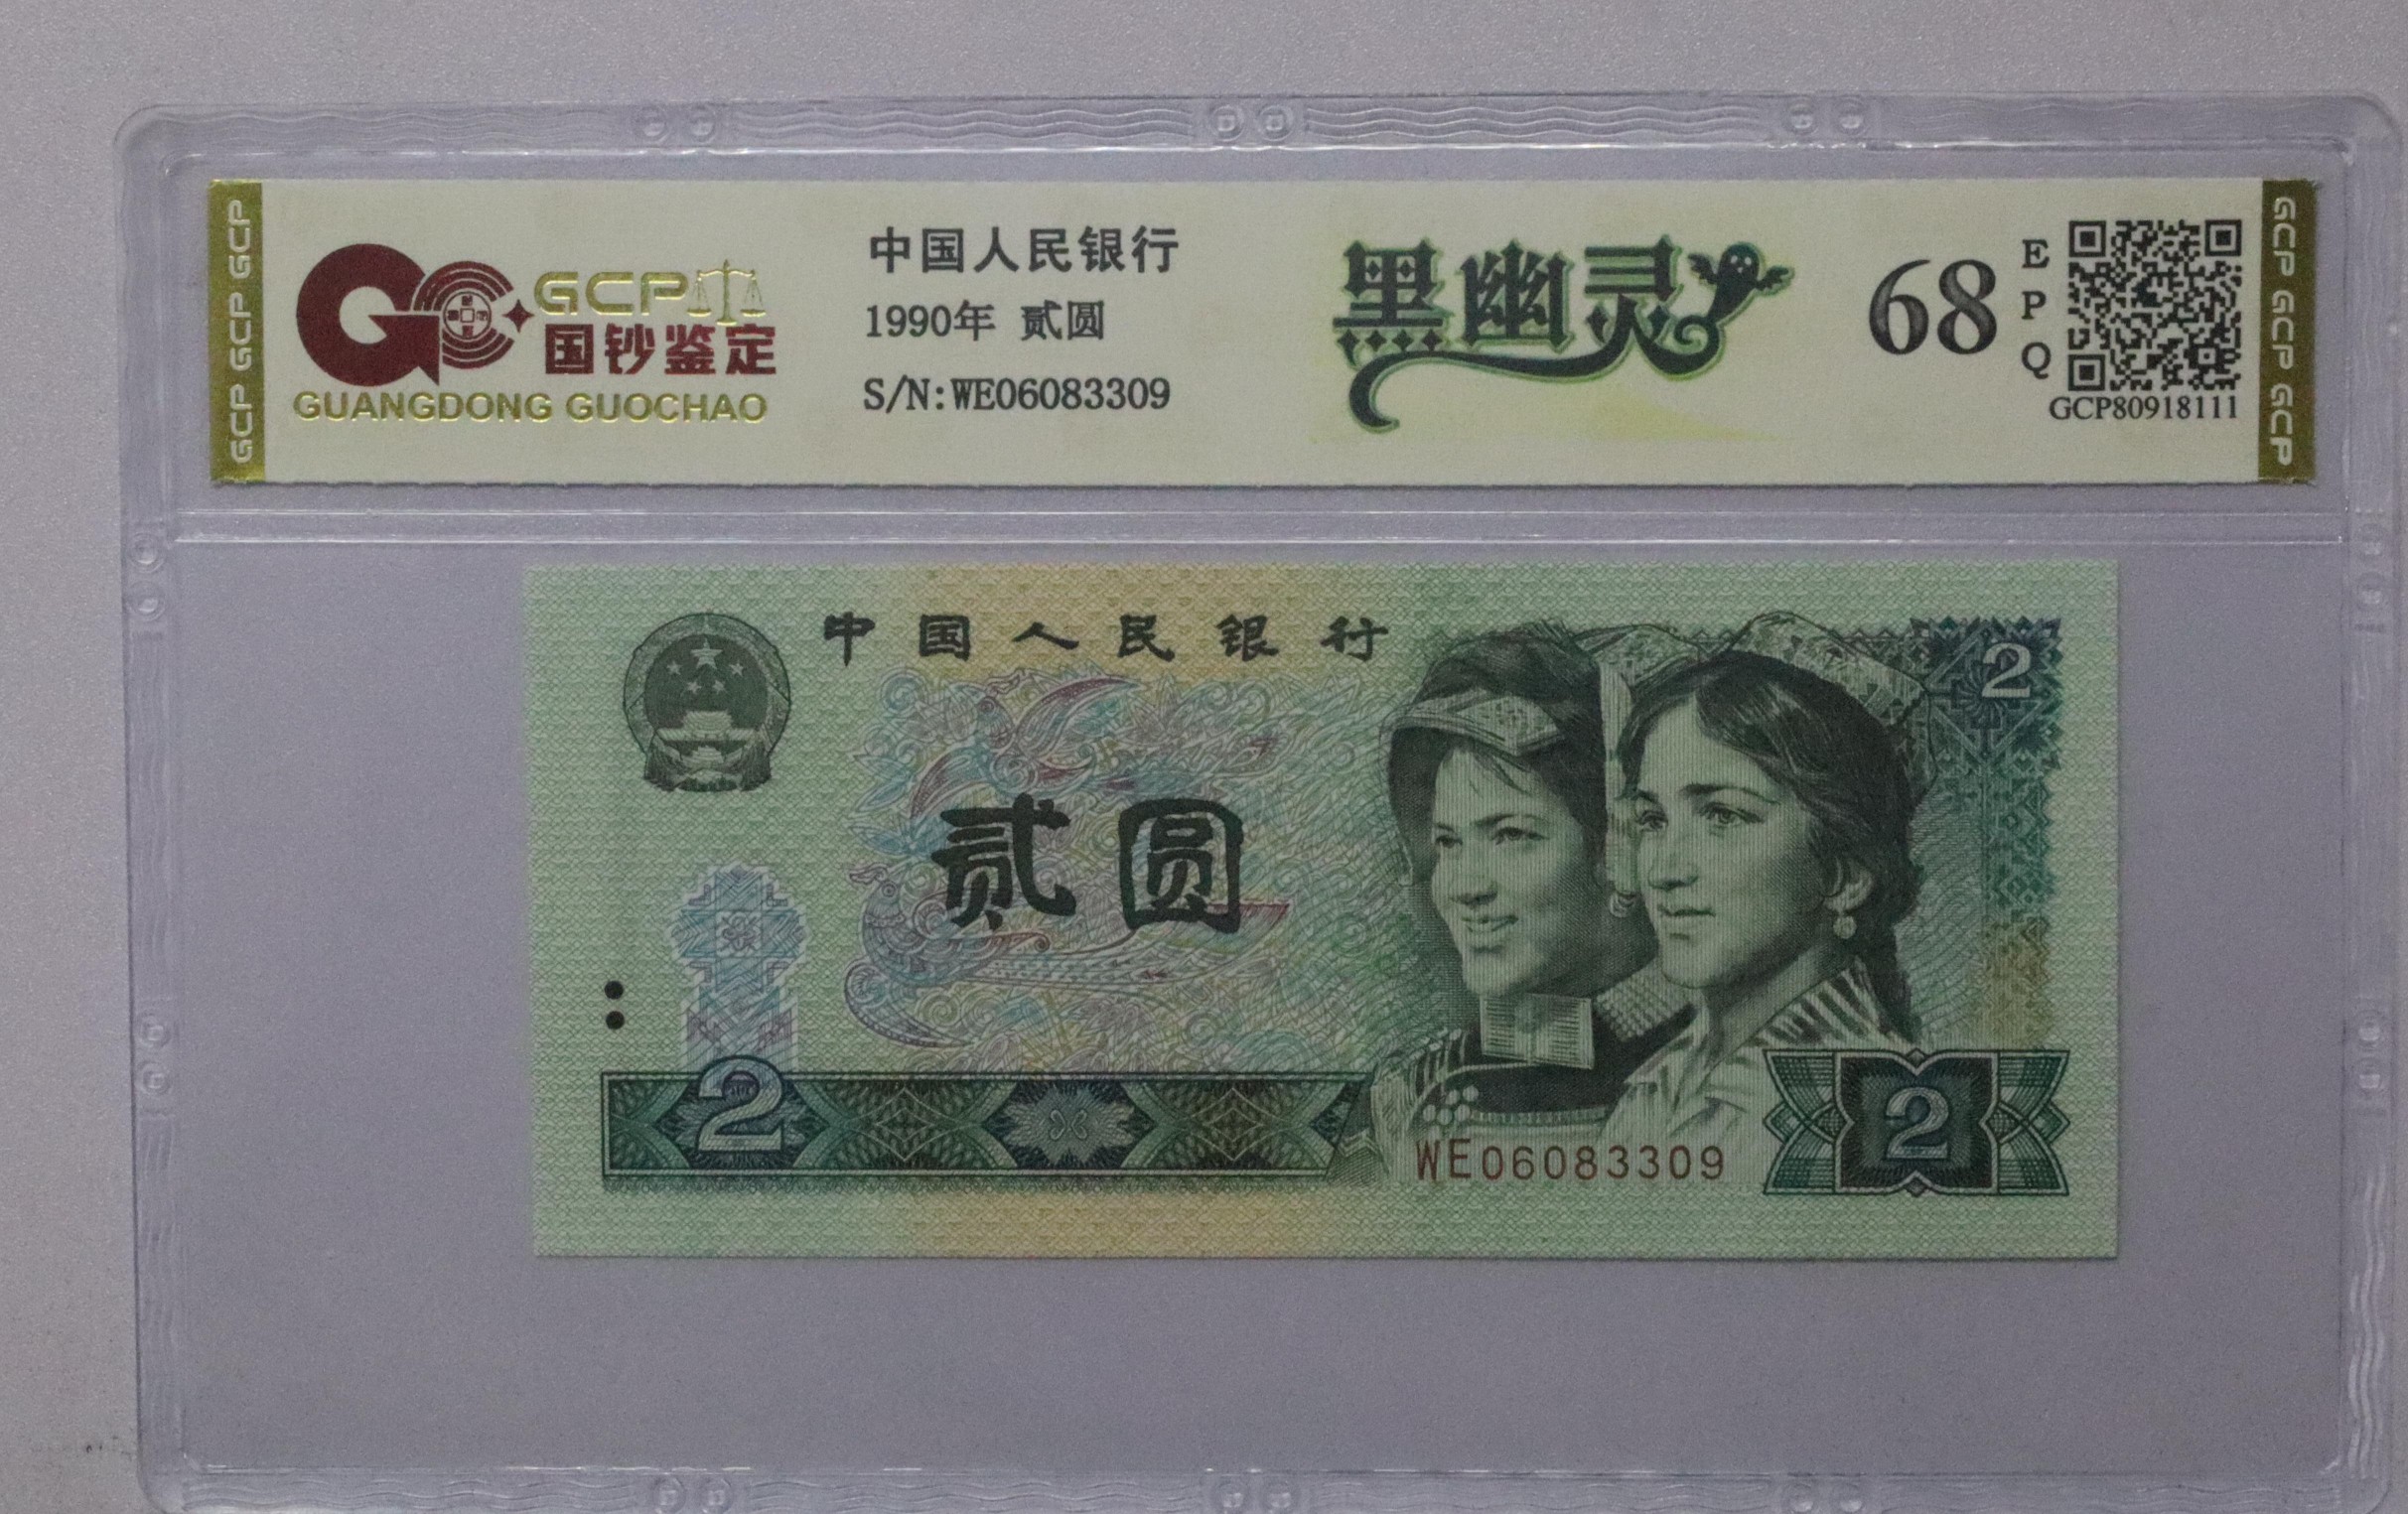 GCP GCP GCP
GCP
国钞鉴定
GUANGDONG GUOCHAO
中国人民银行
1990年 贰圆
S/N:WE06083309
黑幽灵
68
EPQ
GCP80918111
GCP GCP GCP
中国人民银行
2
贰圆
2
WE06083309
2